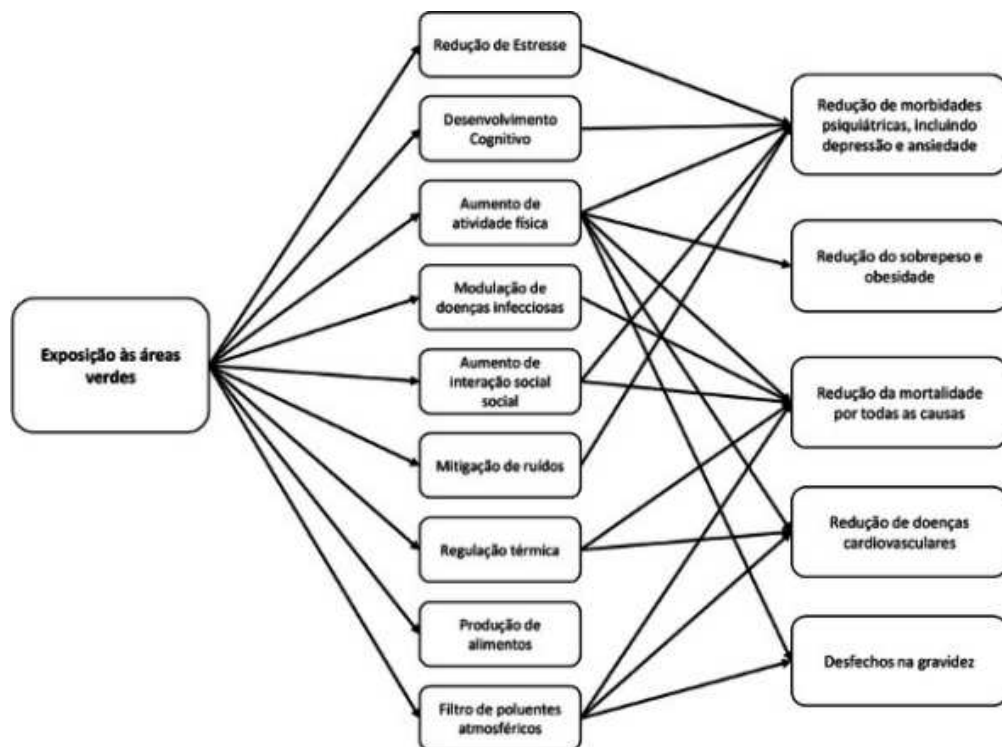 Exposição às áreas
verdes
Redução de Estresse
Desenvolvimento
Cognitivo
Aumento de
atividade física
Modulação de
doenças infecciosas
Aumento de
interação social
social
Mitigação de ruídos
Regulação térmica
Produção de
alimentos
Filtro de poluentes
atmosféricos
Redução de morbidades
psiquiátricas, incluindo
depressão e ansiedade
Redução do sobrepeso e
obesidade
Redução da mortalidade
por todas as causas
Redução de doenças
cardiovasculares
Desfechos na gravidez